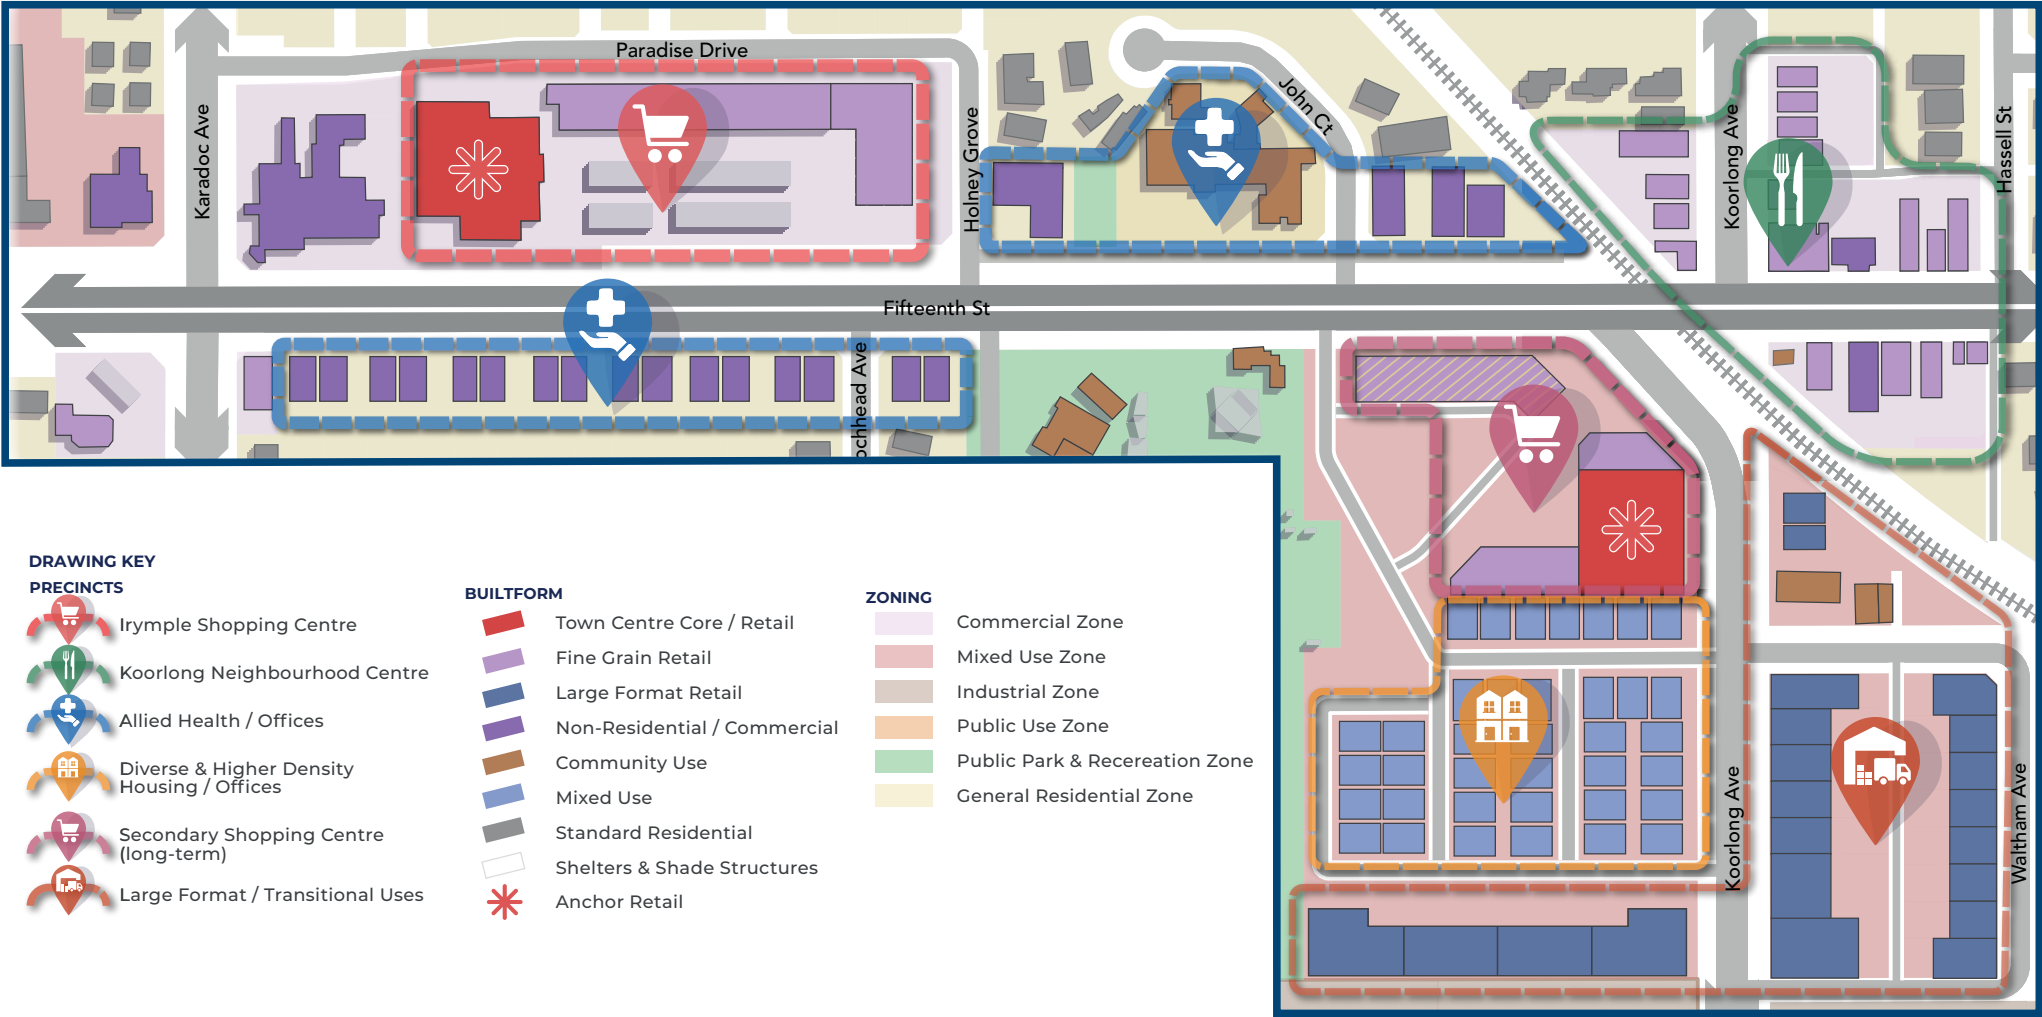 Paradise Drive
John Ct
Karadoc Ave
Holney Grove
Koorlong Ave
Hassell St
Fifteenth St
ochhead Ave
Koorlong Ave
Waltham Ave
DRAWING KEY
PRECINCTS
Irymple Shopping Centre
Koorlong Neighbourhood Centre
Allied Health / Offices
Diverse & Higher Density
Housing / Offices
Secondary Shopping Centre
(long-term)
Large Format / Transitional Uses
BUILTFORM
Town Centre Core / Retail
Fine Grain Retail
Large Format Retail
Non-Residential / Commercial
Community Use
Mixed Use
Standard Residential
Shelters & Shade Structures
Anchor Retail
ZONING
Commercial Zone
Mixed Use Zone
Industrial Zone
Public Use Zone
Public Park & Recereation Zone
General Residential Zone